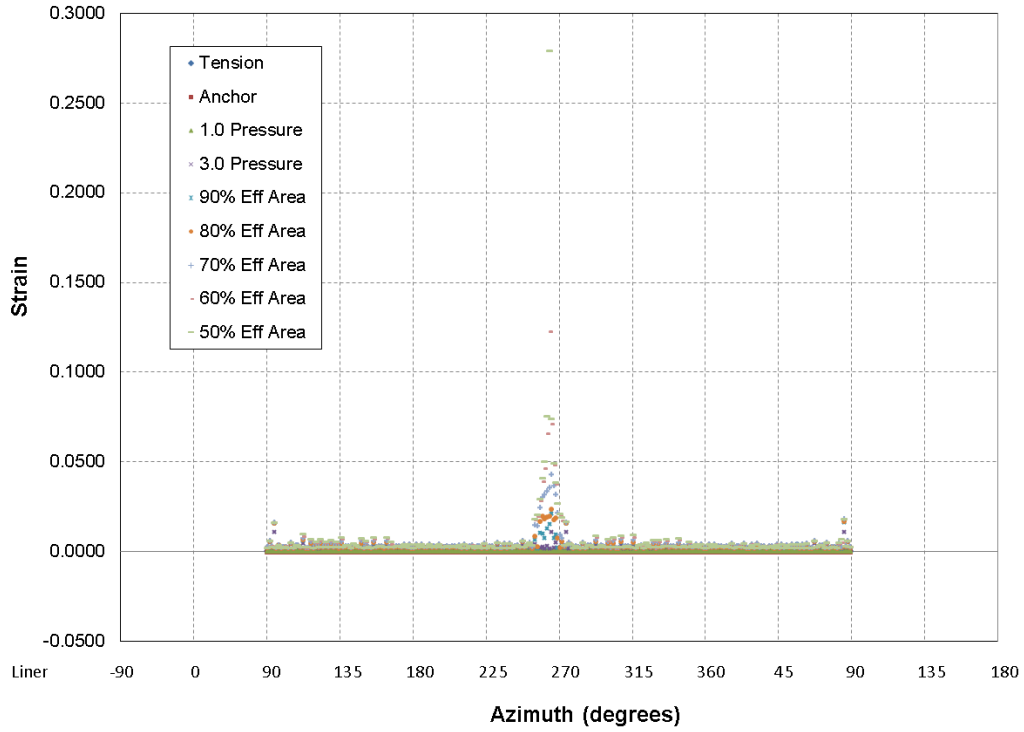 0.3000
Tension
Anchor
1.0 Pressure
3.0 Pressure
90% Eff Area
80% Eff Area
70% Eff Area
60% Eff Area
50% Eff Area
0.2500
0.2000
0.1500
0.1000
0.0500
0.0000
-0.0500
Strain
Liner -90 0 90 135 180 225 270 315 360 45 90 135 180
Azimuth (degrees)